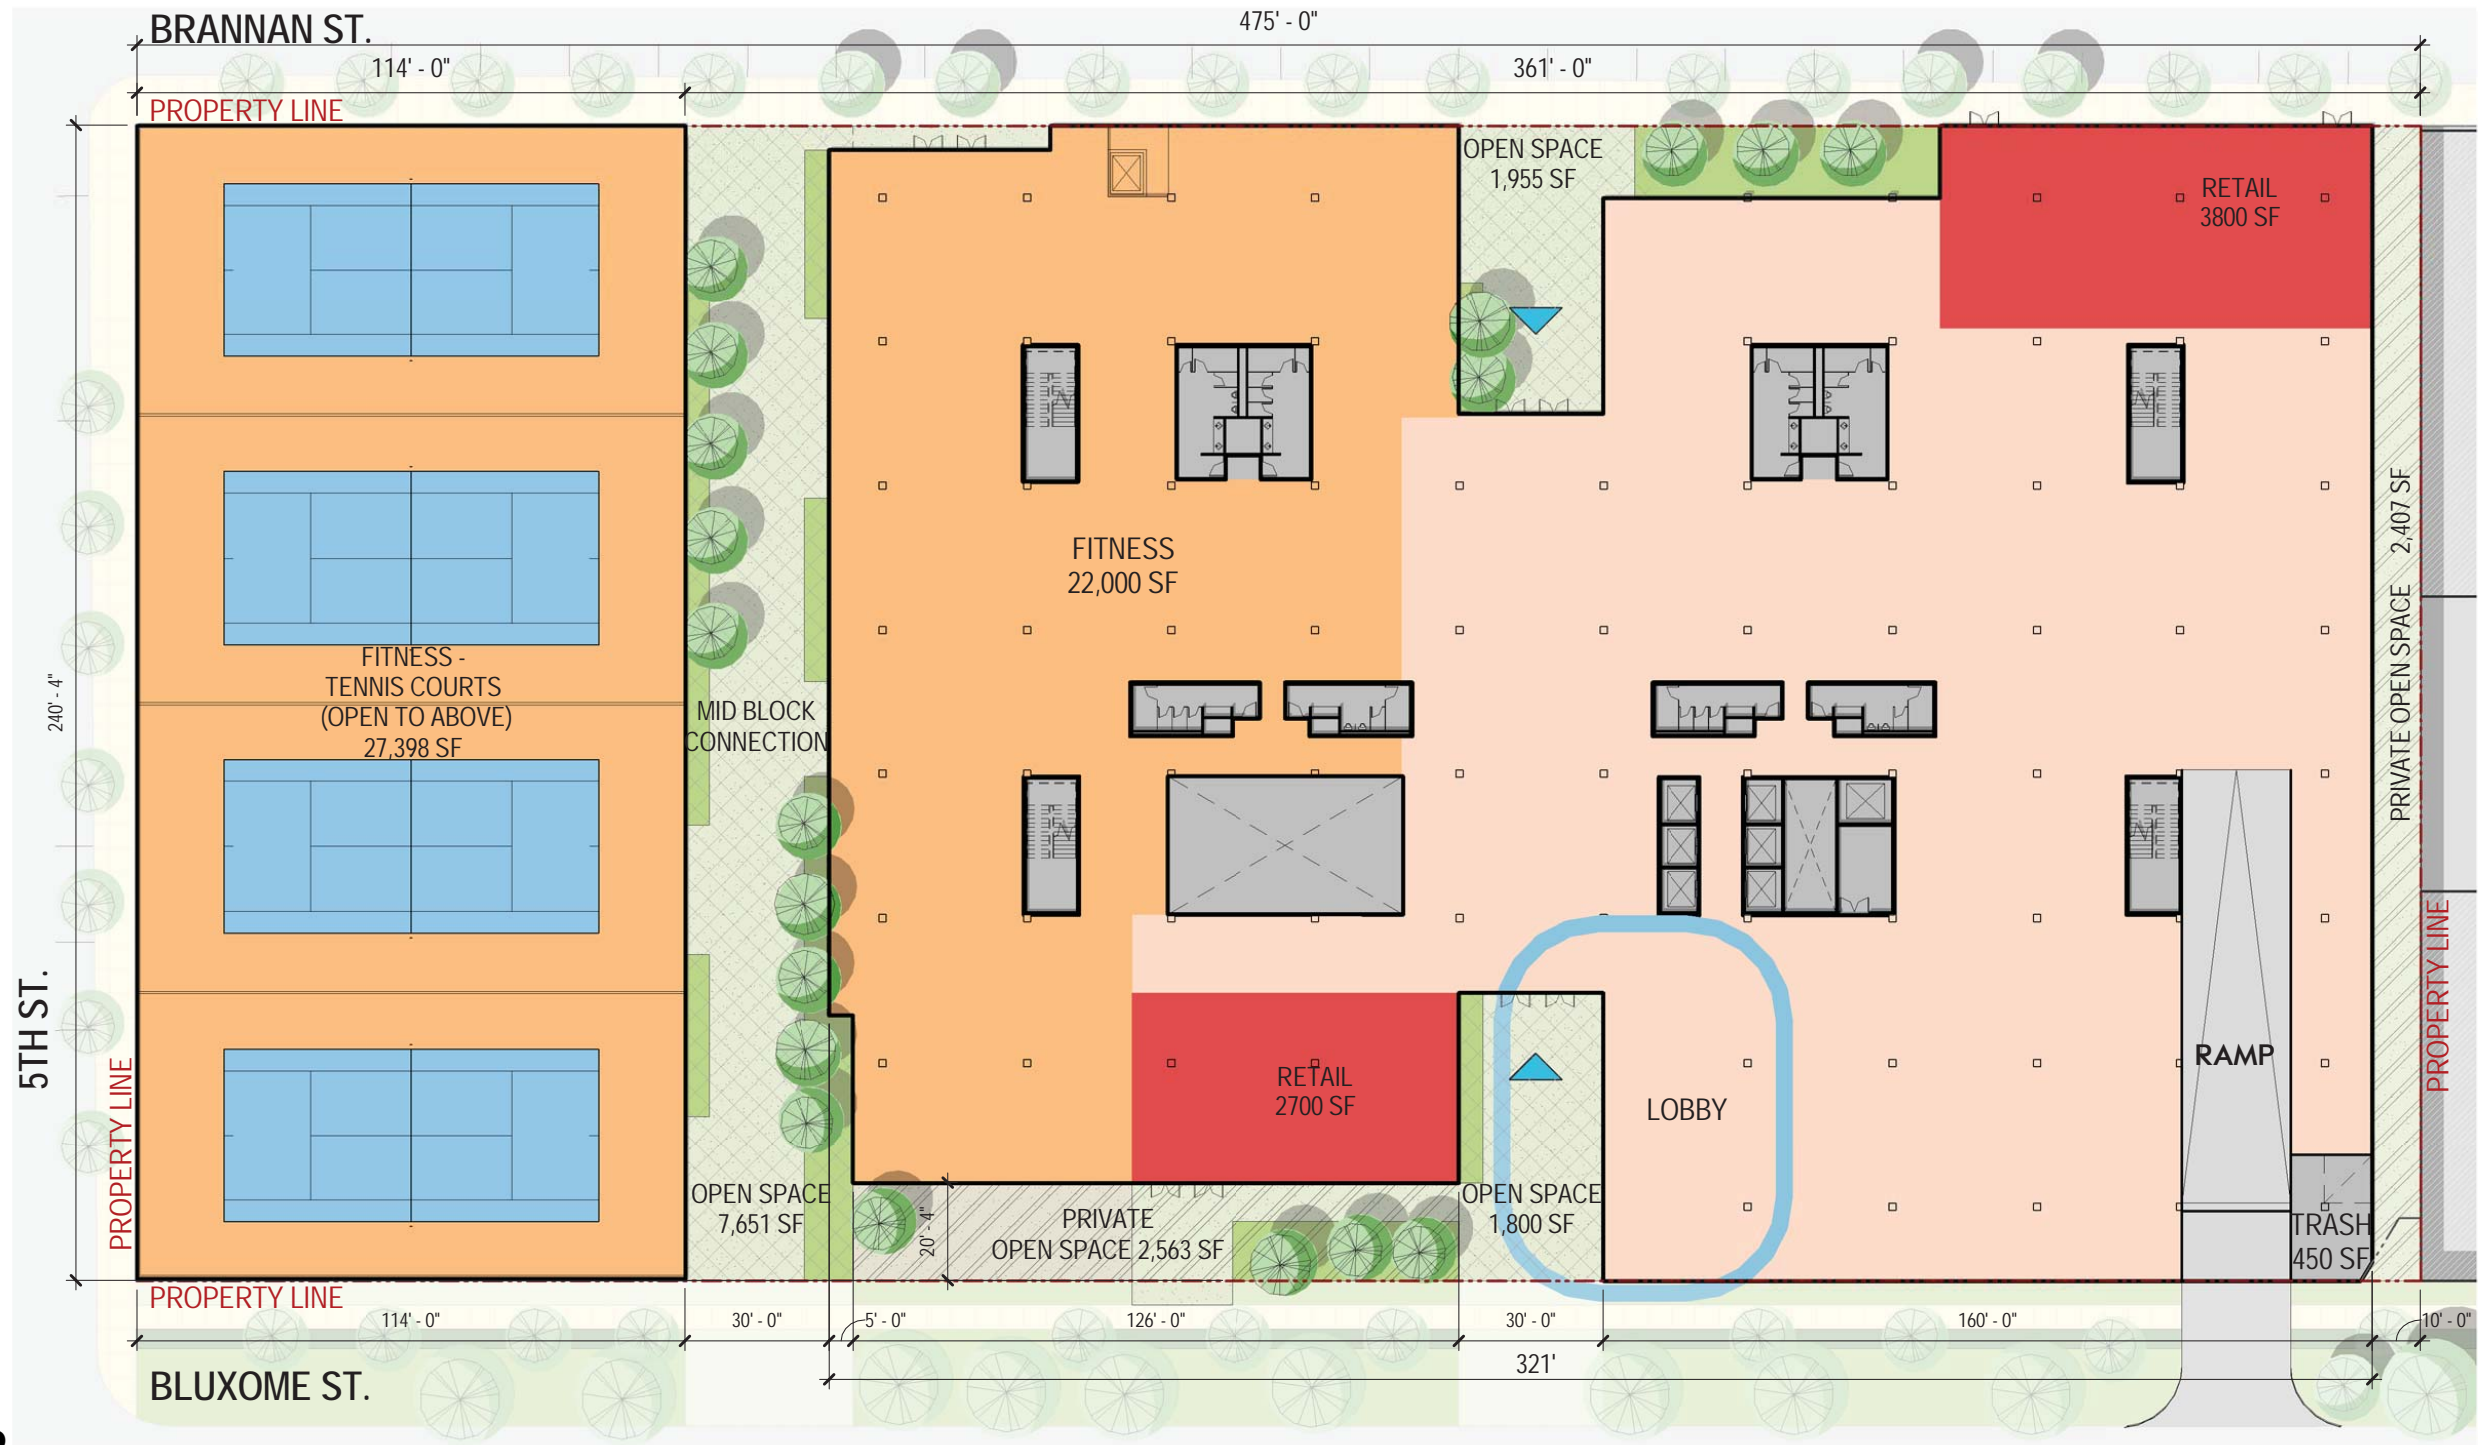 BRANNAN ST.
475' - 0"
114' - 0"
361' - 0"
PROPERTY LINE
OPEN SPACE
1,955 SF
RETAIL
3800 SF
FITNESS
22,000 SF
PRIVATE OPEN SPACE 2,407 SF
240' - 4"
FITNESS -
TENNIS COURTS
(OPEN TO ABOVE)
27,398 SF
MID BLOCK
CONNECTION
5TH ST.
PROPERTY LINE
PROPERTY LINE
RAMP
RETAIL
2700 SF
LOBBY
OPEN SPACE
7,651 SF
20' - 4"
PRIVATE
OPEN SPACE 2,563 SF
OPEN SPACE
1,800 SF
TRASH
450 SF
PROPERTY LINE
114' - 0"
30' - 0"
5' - 0"
126' - 0"
30' - 0"
160' - 0"
10' - 0"
321'
BLUXOME ST.